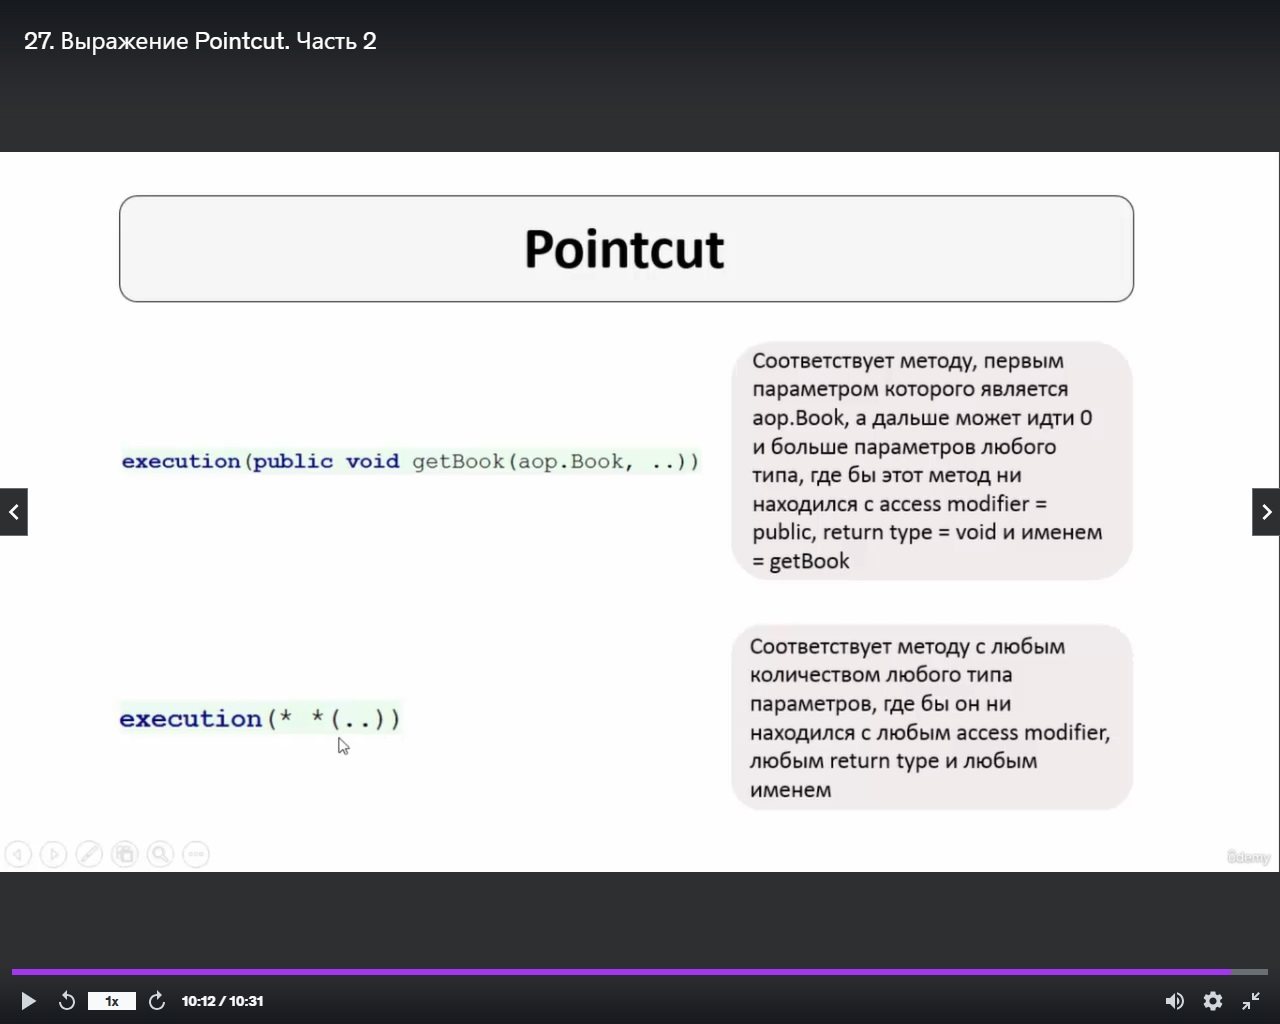 27. Выражение Pointcut. Часть 2
Pointcut
execution(public void getBook(aop.Book, ..))
Соответствует методу, первым
параметром которого является
aop.Book, а дальше может идти 0
и больше параметров любого
типа, где бы этот метод ни
находился с access modifier =
public, return type = void и именем
= getBook
execution(* *(..))
Соответствует методу с любым
количеством любого типа
параметров, где бы он ни
находился с любым access modifier,
любым return type и любым
именем
ûdemy
1x
10:12 / 10:31